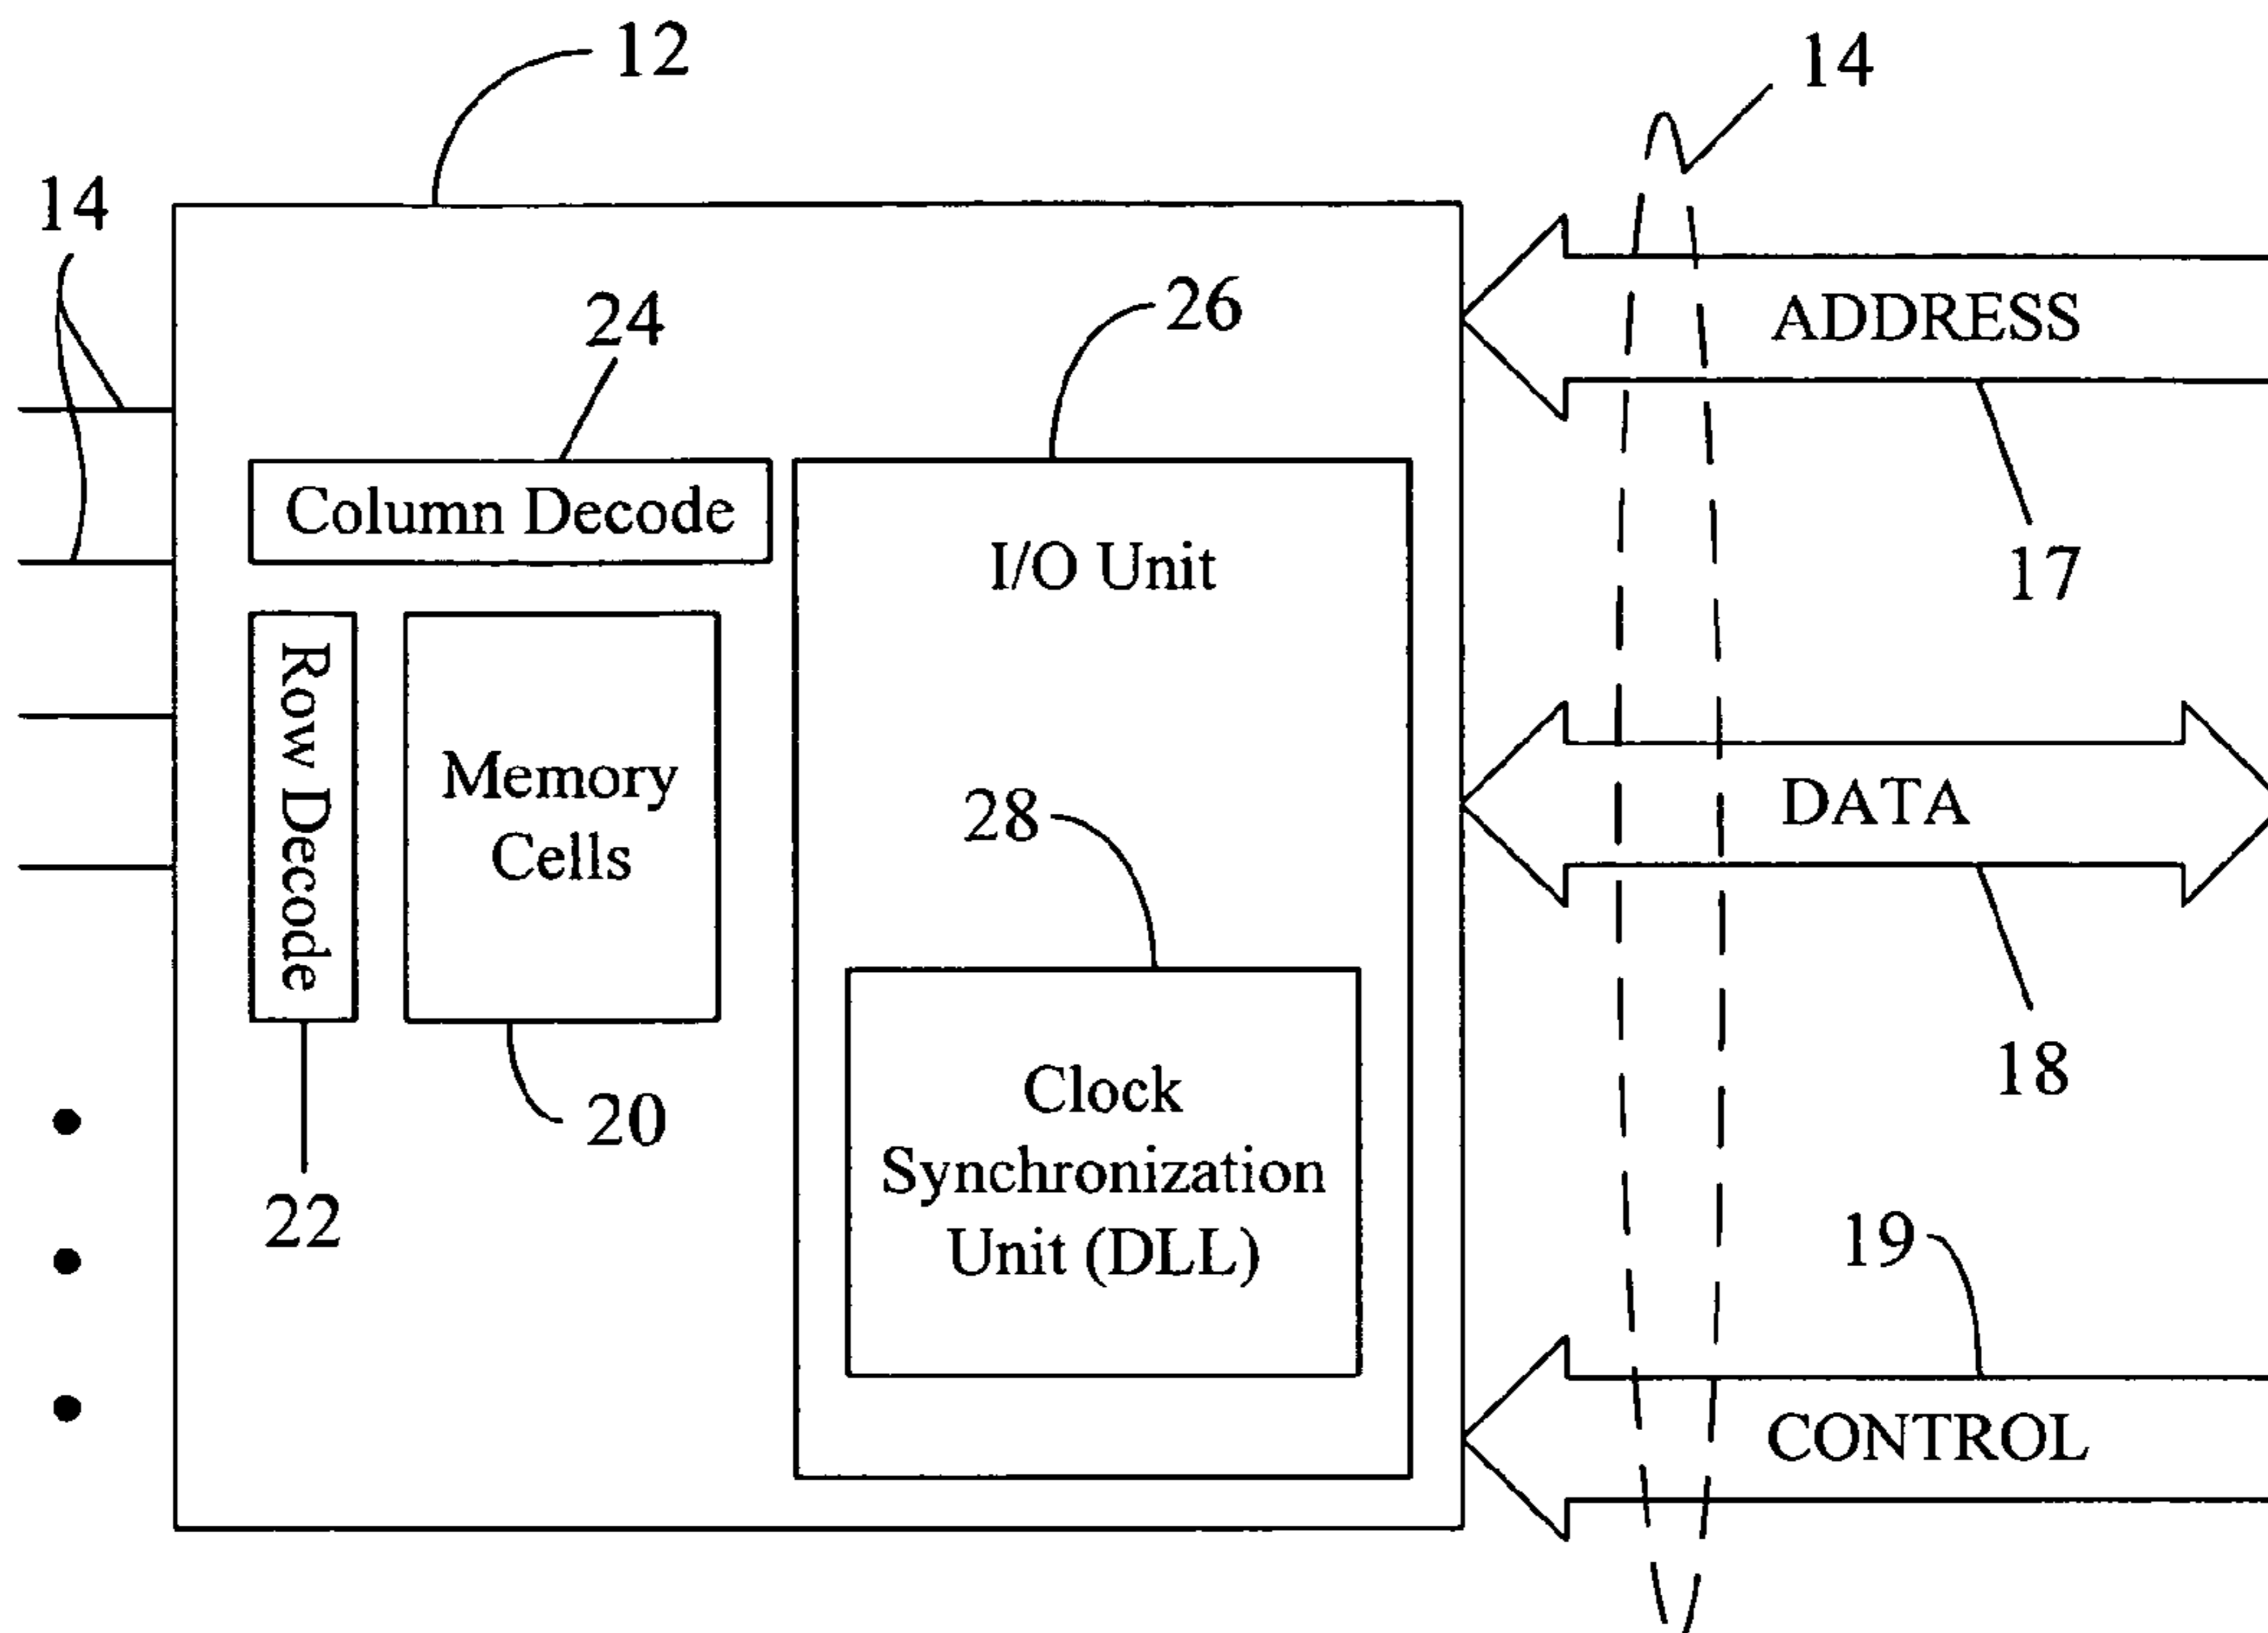 12
14
14
24
26
ADDRESS
Column Decode
I/O Unit
17
Row Decode
Memory
Cells
28
DATA
18
Clock
Synchronization
Unit (DLL)
20
22
19
CONTROL